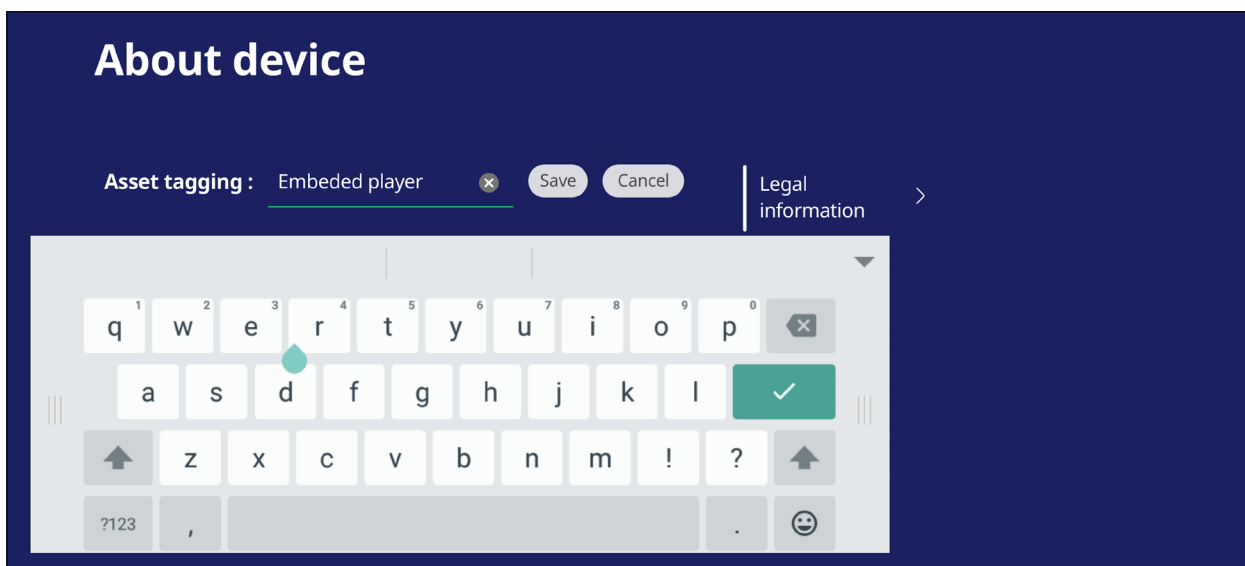 About device
Asset tagging : Embeded player Save Cancel
Legal
information
1 2 3 4 5 6 7 8 9 0
q w e r t y u i o p
a s d f g h j k l
z x c v b n m ! ?
?123 , .